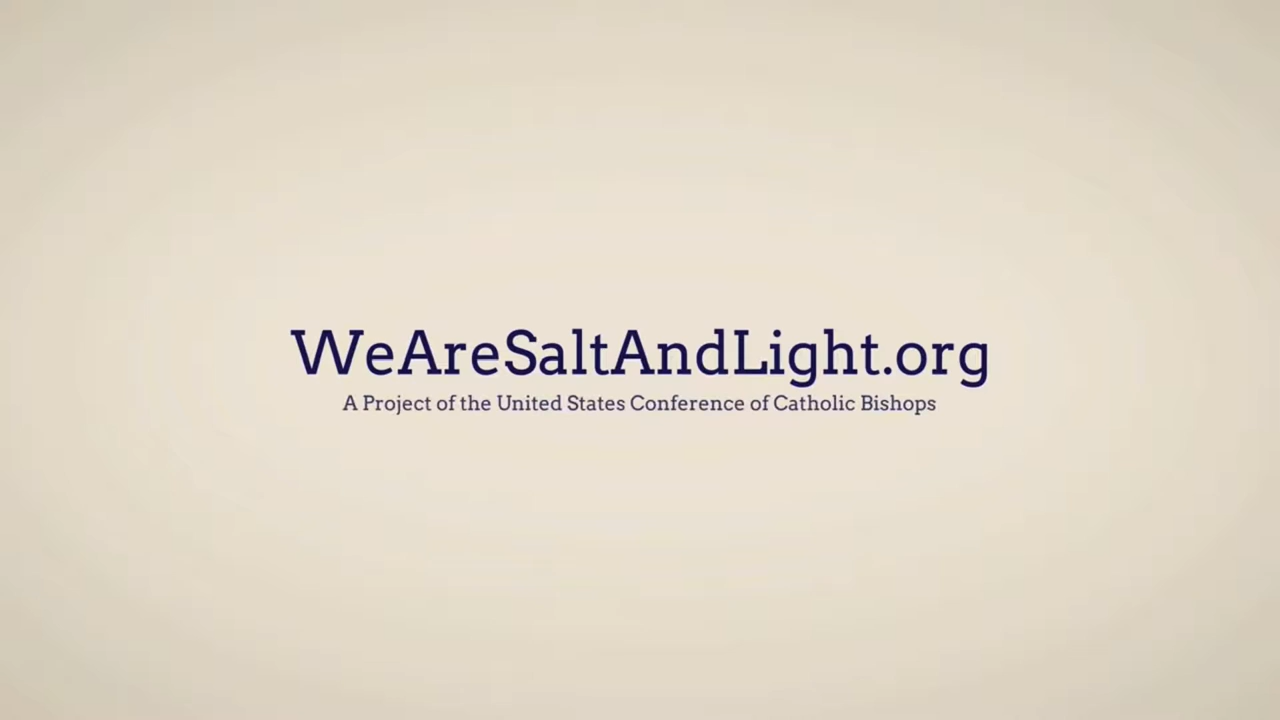 WeAreSaltAndLight.org
A Project of the United States Conference of Catholic Bishops